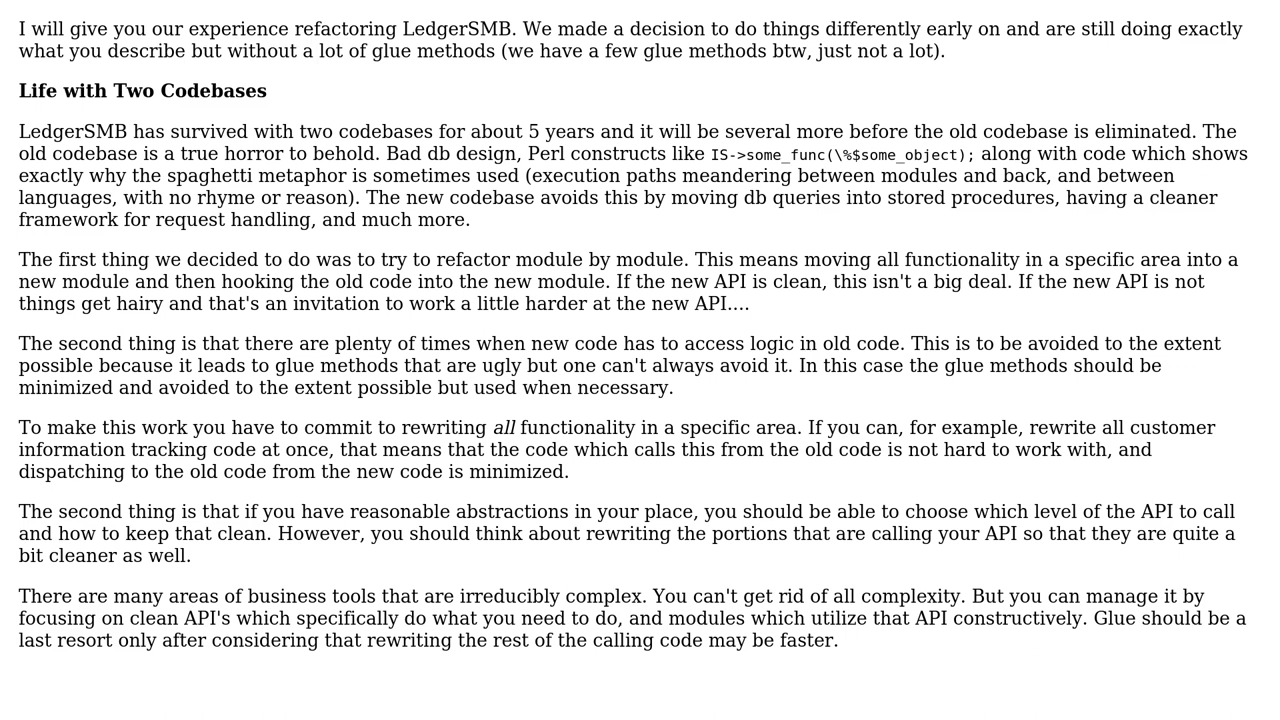 I will give you our experience refactoring LedgerSMB. We made a decision to do things differently early on and are still doing exactly
what you describe but without a lot of glue methods (we have a few glue methods btw, just not a lot).
Life with Two Codebases
LedgerSMB has survived with two codebases for about 5 years and it will be several more before the old codebase is eliminated. The
old codebase is a true horror to behold. Bad db design, Perl constructs like IS->some_func(\%$some_object); along with code which shows
exactly why the spaghetti metaphor is sometimes used (execution paths meandering between modules and back, and between
languages, with no rhyme or reason). The new codebase avoids this by moving db queries into stored procedures, having a cleaner
framework for request handling, and much more.
The first thing we decided to do was to try to refactor module by module. This means moving all functionality in a specific area into a
new module and then hooking the old code into the new module. If the new API is clean, this isn't a big deal. If the new API is not
things get hairy and that's an invitation to work a little harder at the new API....
The second thing is that there are plenty of times when new code has to access logic in old code. This is to be avoided to the extent
possible because it leads to glue methods that are ugly but one can't always avoid it. In this case the glue methods should be
minimized and avoided to the extent possible but used when necessary.
To make this work you have to commit to rewriting all functionality in a specific area. If you can, for example, rewrite all customer
information tracking code at once, that means that the code which calls this from the old code is not hard to work with, and
dispatching to the old code from the new code is minimized.
The second thing is that if you have reasonable abstractions in your place, you should be able to choose which level of the API to call
and how to keep that clean. However, you should think about rewriting the portions that are calling your API so that they are quite a
bit cleaner as well.
There are many areas of business tools that are irreducibly complex. You can't get rid of all complexity. But you can manage it by
focusing on clean API's which specifically do what you need to do, and modules which utilize that API constructively. Glue should be a
last resort only after considering that rewriting the rest of the calling code may be faster.